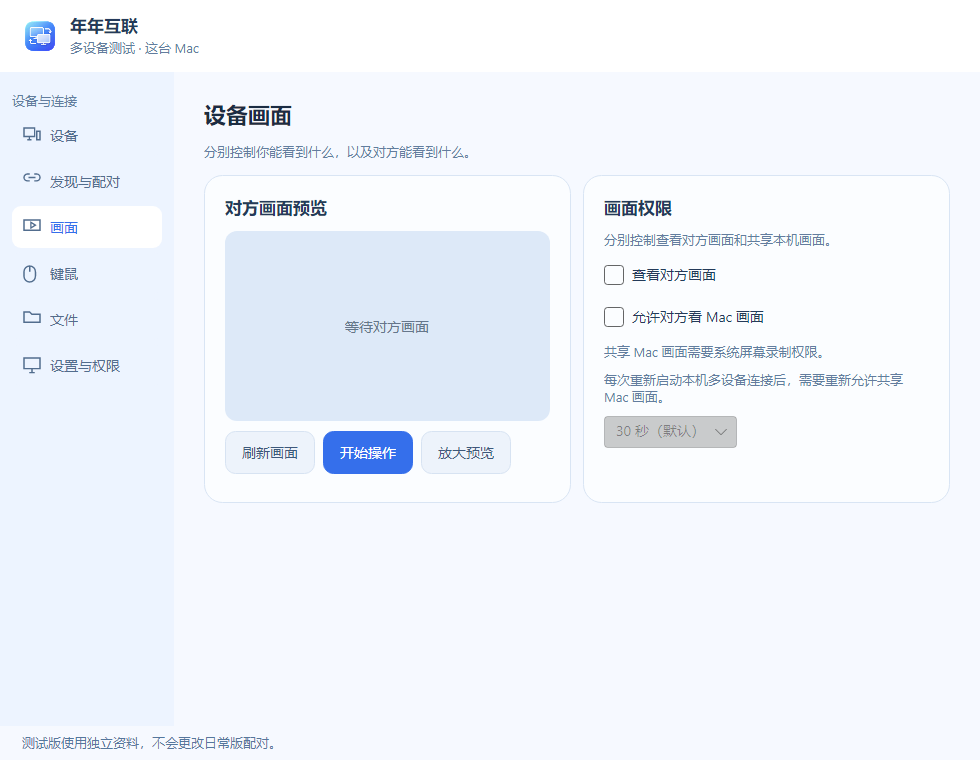 年年互联
多设备测试 · 这台 Mac
设备与连接
设备
发现与配对
画面
键鼠
文件
设置与权限
设备画面
分别控制你能看到什么，以及对方能看到什么。
对方画面预览
等待对方画面
刷新画面
开始操作
放大预览
画面权限
分别控制查看对方画面和共享本机画面。
查看对方画面
允许对方看 Mac 画面
共享 Mac 画面需要系统屏幕录制权限。
每次重新启动本机多设备连接后，需要重新允许共享
Mac 画面。
30 秒（默认）
测试版使用独立资料，不会更改日常版配对。